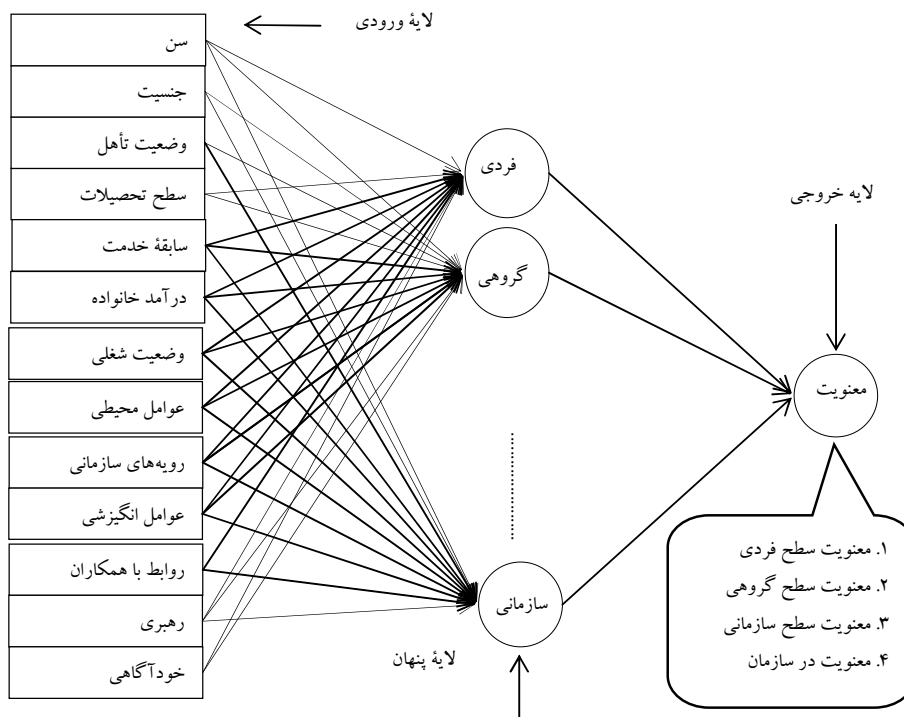 لایهٔ ورودی
سن
جنسیت
وضعیت تأهل
سطح تحصیلات
سابقهٔ خدمت
درآمد خانواده
وضعیت شغلی
عوامل محیطی
رویه‌های سازمانی
عوامل انگیزشی
روابط با همکاران
رهبری
خودآگاهی
فردی
گروهی
سازمانی
لایهٔ پنهان
لایه خروجی
معنویت
۱. معنویت سطح فردی
۲. معنویت سطح گروهی
۳. معنویت سطح سازمانی
۴. معنویت در سازمان